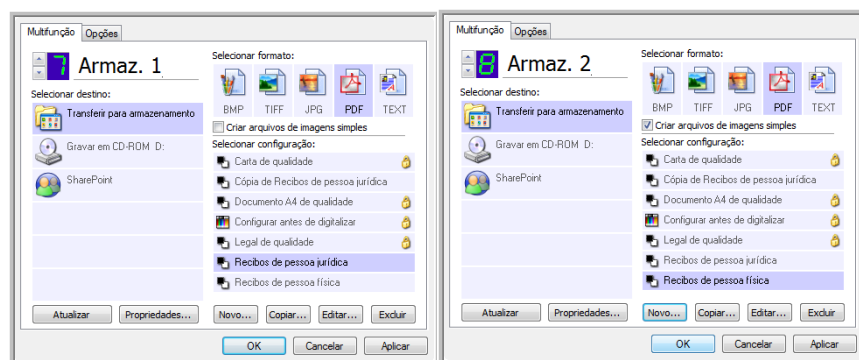 Multifunção Opções
7 Armaz. 1
Selecionar destino:
Transferir para armazenamento
Gravar em CD-ROM D:
SharePoint
Selecionar formato:
BMP TIFF JPG PDF TEXT
Criar arquivos de imagens simples
Selecionar configuração:
Carta de qualidade
Cópia de Recibos de pessoa jurídica
Documento A4 de qualidade
Configurar antes de digitalizar
Legal de qualidade
Recibos de pessoa jurídica
Recibos de pessoa física
Atualizar Propriedades... Novo... Copiar... Editar... Excluir
OK Cancelar Aplicar
Multifunção Opções
8 Armaz. 2
Selecionar destino:
Transferir para armazenamento
Gravar em CD-ROM D:
SharePoint
Selecionar formato:
BMP TIFF JPG PDF TEXT
Criar arquivos de imagens simples
Selecionar configuração:
Carta de qualidade
Cópia de Recibos de pessoa jurídica
Documento A4 de qualidade
Configurar antes de digitalizar
Legal de qualidade
Recibos de pessoa jurídica
Recibos de pessoa física
Atualizar Propriedades... Novo... Copiar... Editar... Excluir
OK Cancelar Aplicar